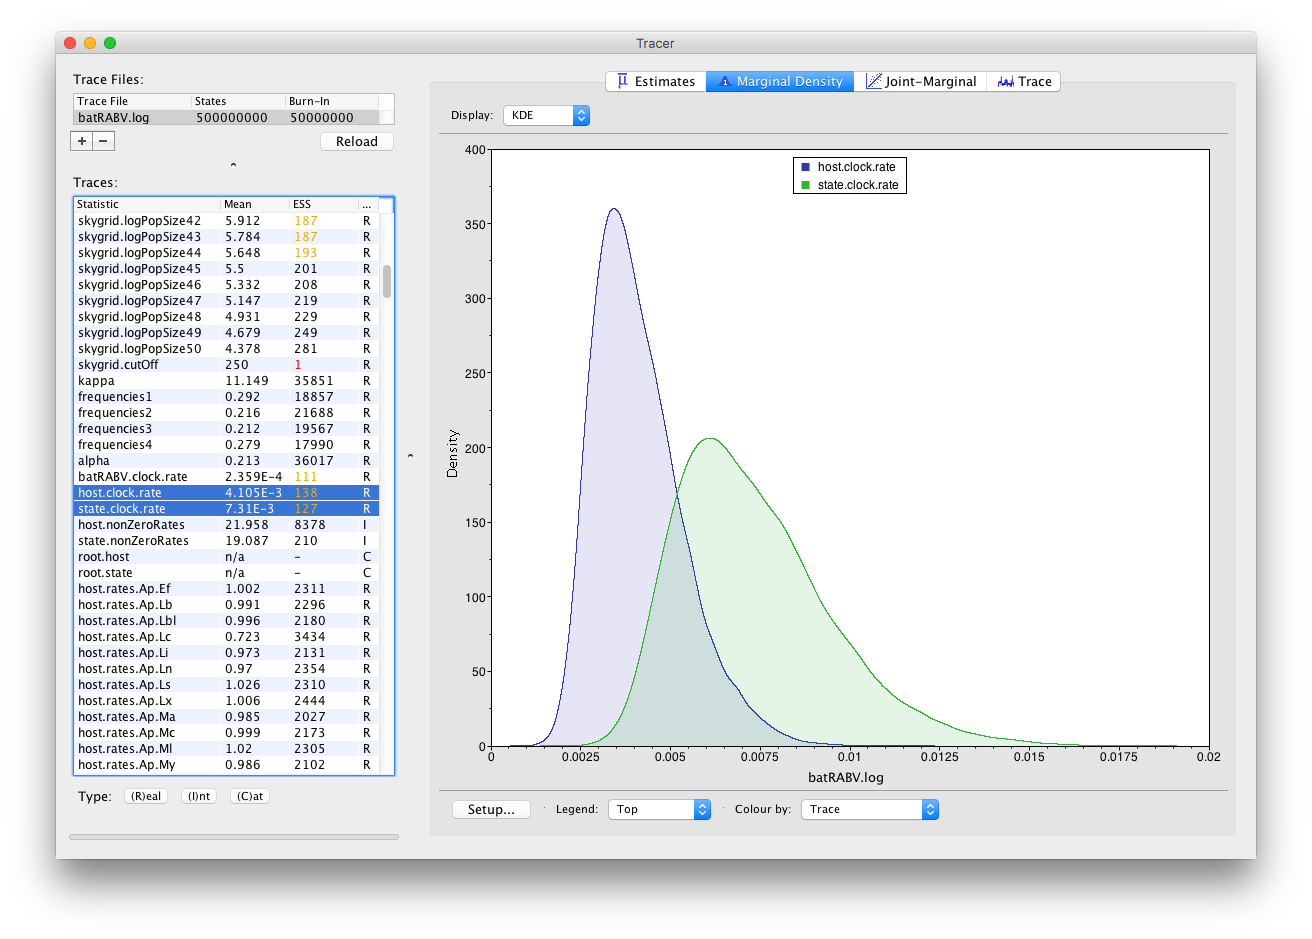 Tracer
Trace Files:
Trace File States Burn-In
batRABV.log 500000000 50000000
+ −
Reload
Traces:
Statistic Mean ESS ...
skygrid.logPopSize42 5.912 187 R
skygrid.logPopSize43 5.784 187 R
skygrid.logPopSize44 5.648 193 R
skygrid.logPopSize45 5.5 201 R
skygrid.logPopSize46 5.332 208 R
skygrid.logPopSize47 5.147 219 R
skygrid.logPopSize48 4.931 229 R
skygrid.logPopSize49 4.679 249 R
skygrid.logPopSize50 4.378 281 R
skygrid.cutOff 250 1 R
kappa 11.149 35851 R
frequencies1 0.292 18857 R
frequencies2 0.216 21688 R
frequencies3 0.212 19567 R
frequencies4 0.279 17990 R
alpha 0.213 36017 R
batRABV.clock.rate 2.359E-4 111 R
host.clock.rate 4.105E-3 138 R
state.clock.rate 7.31E-3 127 R
host.nonZeroRates 21.958 8378 I
state.nonZeroRates 19.087 210 I
root.host n/a - C
root.state n/a - C
host.rates.Ap.Ef 1.002 2311 R
host.rates.Ap.Lb 0.991 2296 R
host.rates.Ap.Lbl 0.996 2180 R
host.rates.Ap.Lc 0.723 3434 R
host.rates.Ap.Li 0.973 2131 R
host.rates.Ap.Ln 0.97 2354 R
host.rates.Ap.Ls 1.026 2310 R
host.rates.Ap.Lx 1.006 2444 R
host.rates.Ap.Ma 0.985 2027 R
host.rates.Ap.Mc 0.999 2173 R
host.rates.Ap.Ml 1.02 2305 R
host.rates.Ap.My 0.986 2102 R
Type: (R)eal (I)nt (C)at
Estimates Marginal Density Joint-Marginal Trace
Display: KDE
host.clock.rate
state.clock.rate
400
350
300
250
200
150
100
50
0
Density
0 0.0025 0.005 0.0075 0.01 0.0125 0.015 0.0175 0.02
batRABV.log
Setup... Legend: Top Colour by: Trace